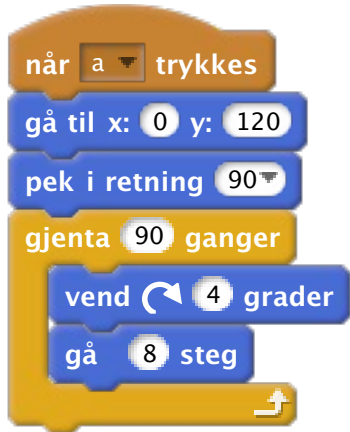 når a trykkes
gå til x: 0 y: 120
pek i retning 90
gjenta 90 ganger
vend 4 grader
gå 8 steg